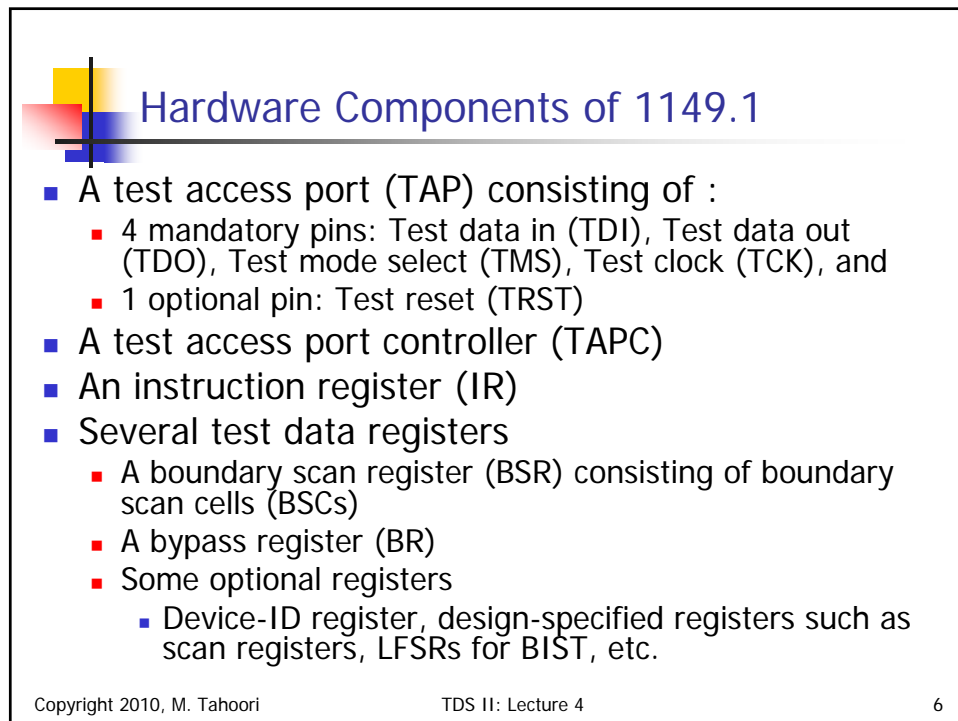 Hardware Components of 1149.1
A test access port (TAP) consisting of :
4 mandatory pins: Test data in (TDI), Test data out
(TDO), Test mode select (TMS), Test clock (TCK), and
1 optional pin: Test reset (TRST)
A test access port controller (TAPC)
An instruction register (IR)
Several test data registers
A boundary scan register (BSR) consisting of boundary
scan cells (BSCs)
A bypass register (BR)
Some optional registers
Device-ID register, design-specified registers such as
scan registers, LFSRs for BIST, etc.
Copyright 2010, M. Tahoori TDS II: Lecture 4 6